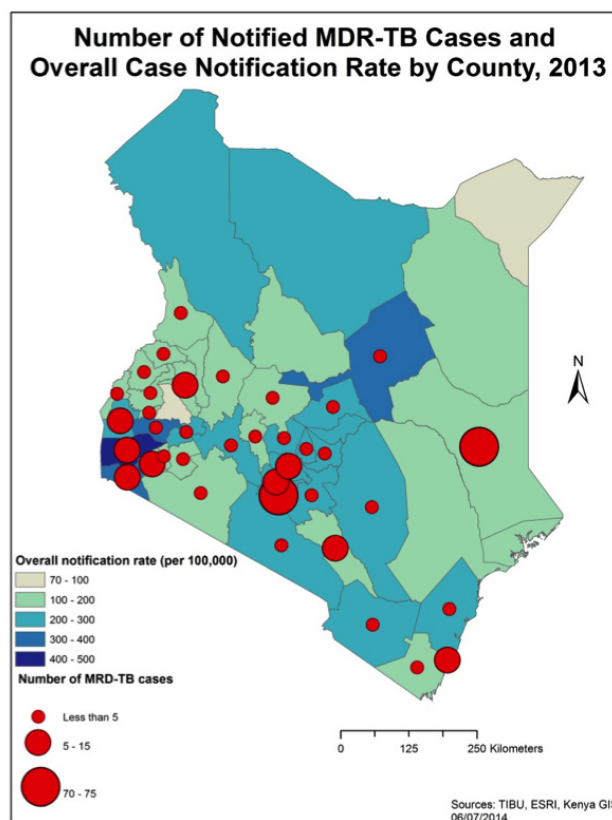 Number of Notified MDR-TB Cases and
Overall Case Notification Rate by County, 2013
N
Overall notification rate (per 100,000)
70 - 100
100 - 200
200 - 300
300 - 400
400 - 500
Number of MRD-TB cases
Less than 5
5 - 15
70 - 75
0 125 250 Kilometers
Sources: TIBU, ESRI, Kenya GIS
06/07/2014